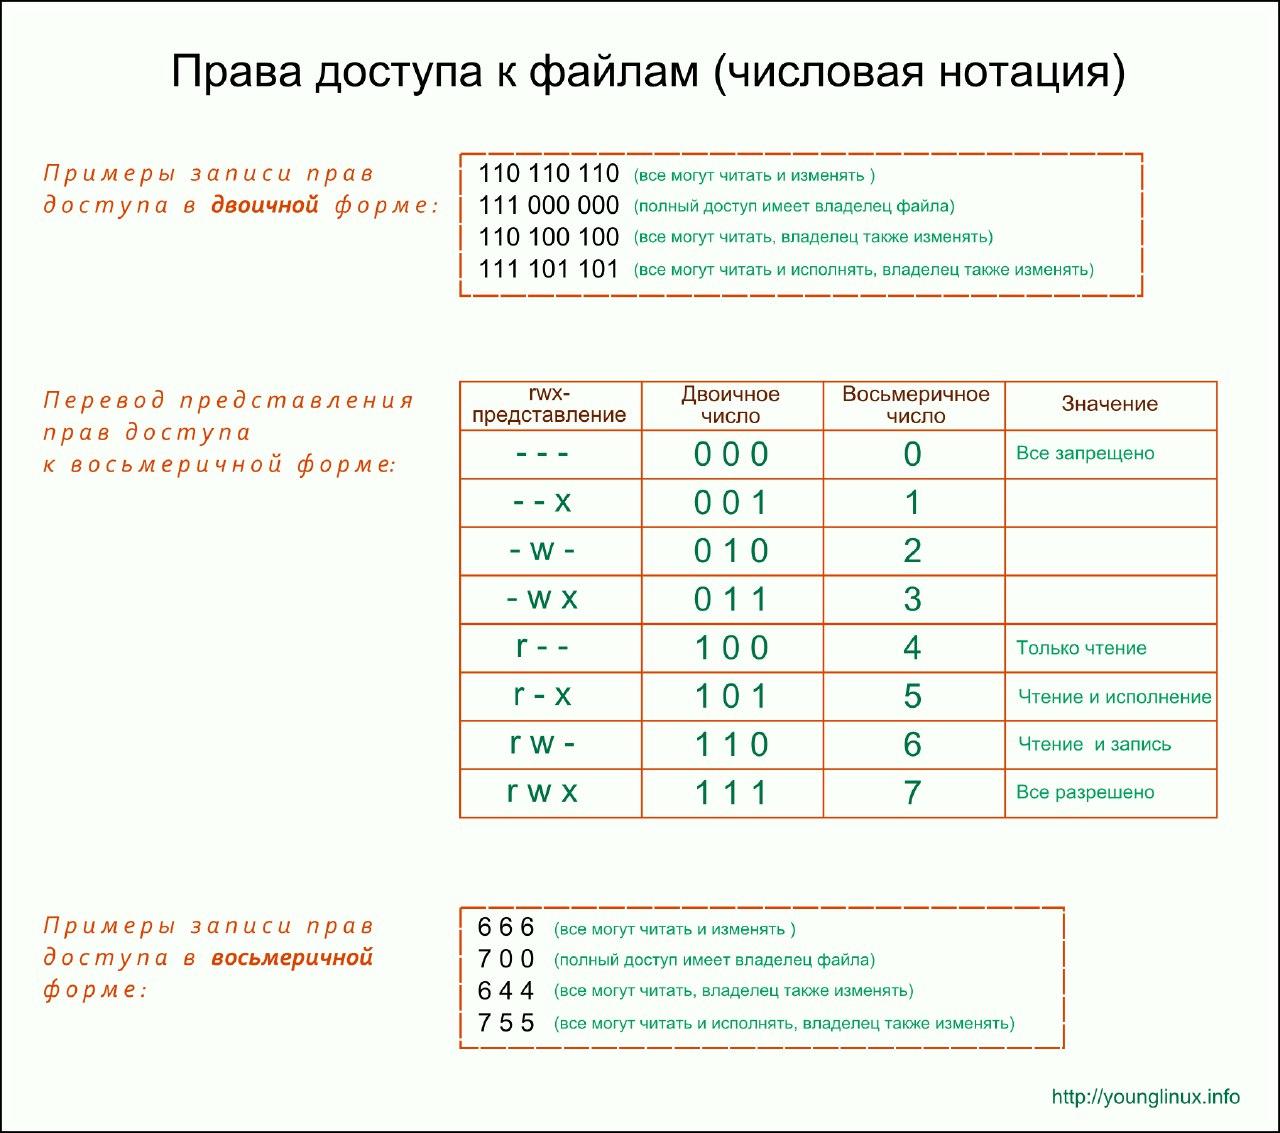 Права доступа к файлам (числовая нотация)
Примеры записи прав
доступа в двоичной форме:
110 110 110 (все могут читать и изменять )
111 000 000 (полный доступ имеет владелец файла)
110 100 100 (все могут читать, владелец также изменять)
111 101 101 (все могут читать и исполнять, владелец также изменять)
Перевод представления
прав доступа
к восьмеричной форме:
rwx-
представление
Двоичное
число
Восьмеричное
число
Значение
- - - 0 0 0 0 Все запрещено
- - x 0 0 1 1
- w - 0 1 0 2
- w x 0 1 1 3
r - - 1 0 0 4 Только чтение
r - x 1 0 1 5 Чтение и исполнение
r w - 1 1 0 6 Чтение и запись
r w x 1 1 1 7 Все разрешено
Примеры записи прав
доступа в восьмеричной
форме:
6 6 6 (все могут читать и изменять )
7 0 0 (полный доступ имеет владелец файла)
6 4 4 (все могут читать, владелец также изменять)
7 5 5 (все могут читать и исполнять, владелец также изменять)
http://younglinux.info